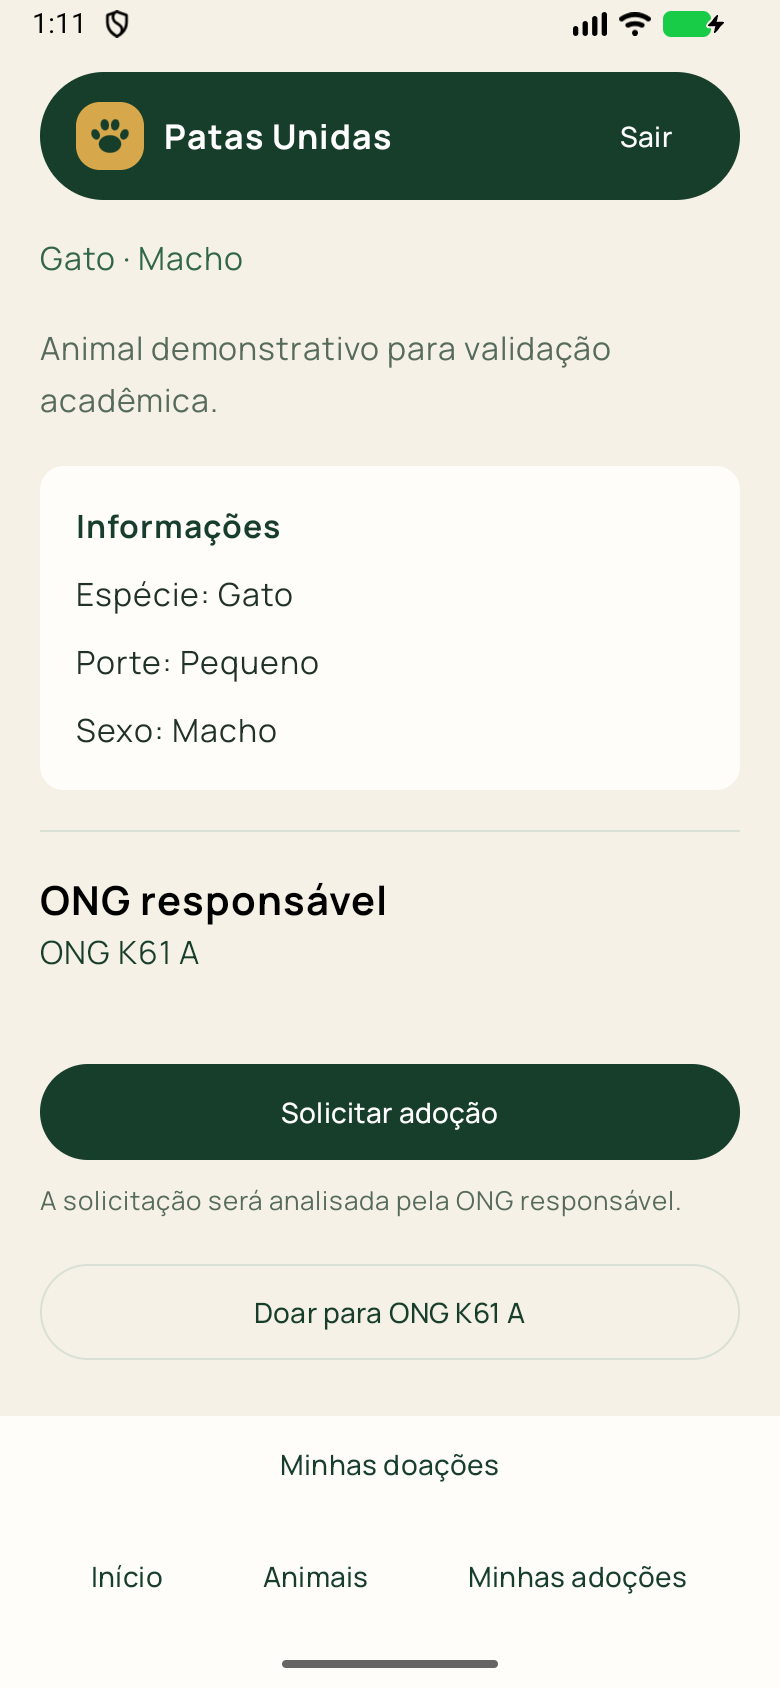 1:11
Patas Unidas
Sair
Gato · Macho
Animal demonstrativo para validação
acadêmica.
Informações
Espécie: Gato
Porte: Pequeno
Sexo: Macho
ONG responsável
ONG K61 A
Solicitar adoção
A solicitação será analisada pela ONG responsável.
Doar para ONG K61 A
Minhas doações
Início
Animais
Minhas adoções